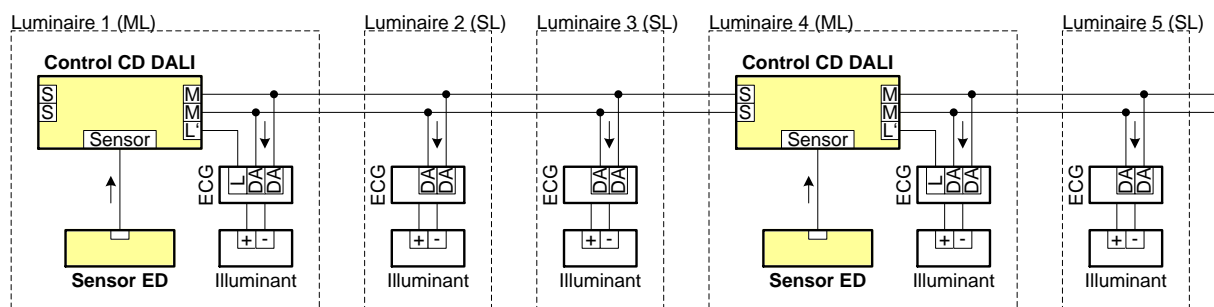 Luminaire 1 (ML) Luminaire 2 (SL) Luminaire 3 (SL) Luminaire 4 (ML) Luminaire 5 (SL)
Control CD DALI Control CD DALI
S M S M
S M S M
L' L'
Sensor Sensor
ECG L DA DA ECG DA DA ECG DA DA ECG L DA DA ECG DA DA
+ - + - + - + - + -
Sensor ED Illuminant Illuminant Illuminant Sensor ED Illuminant Illuminant